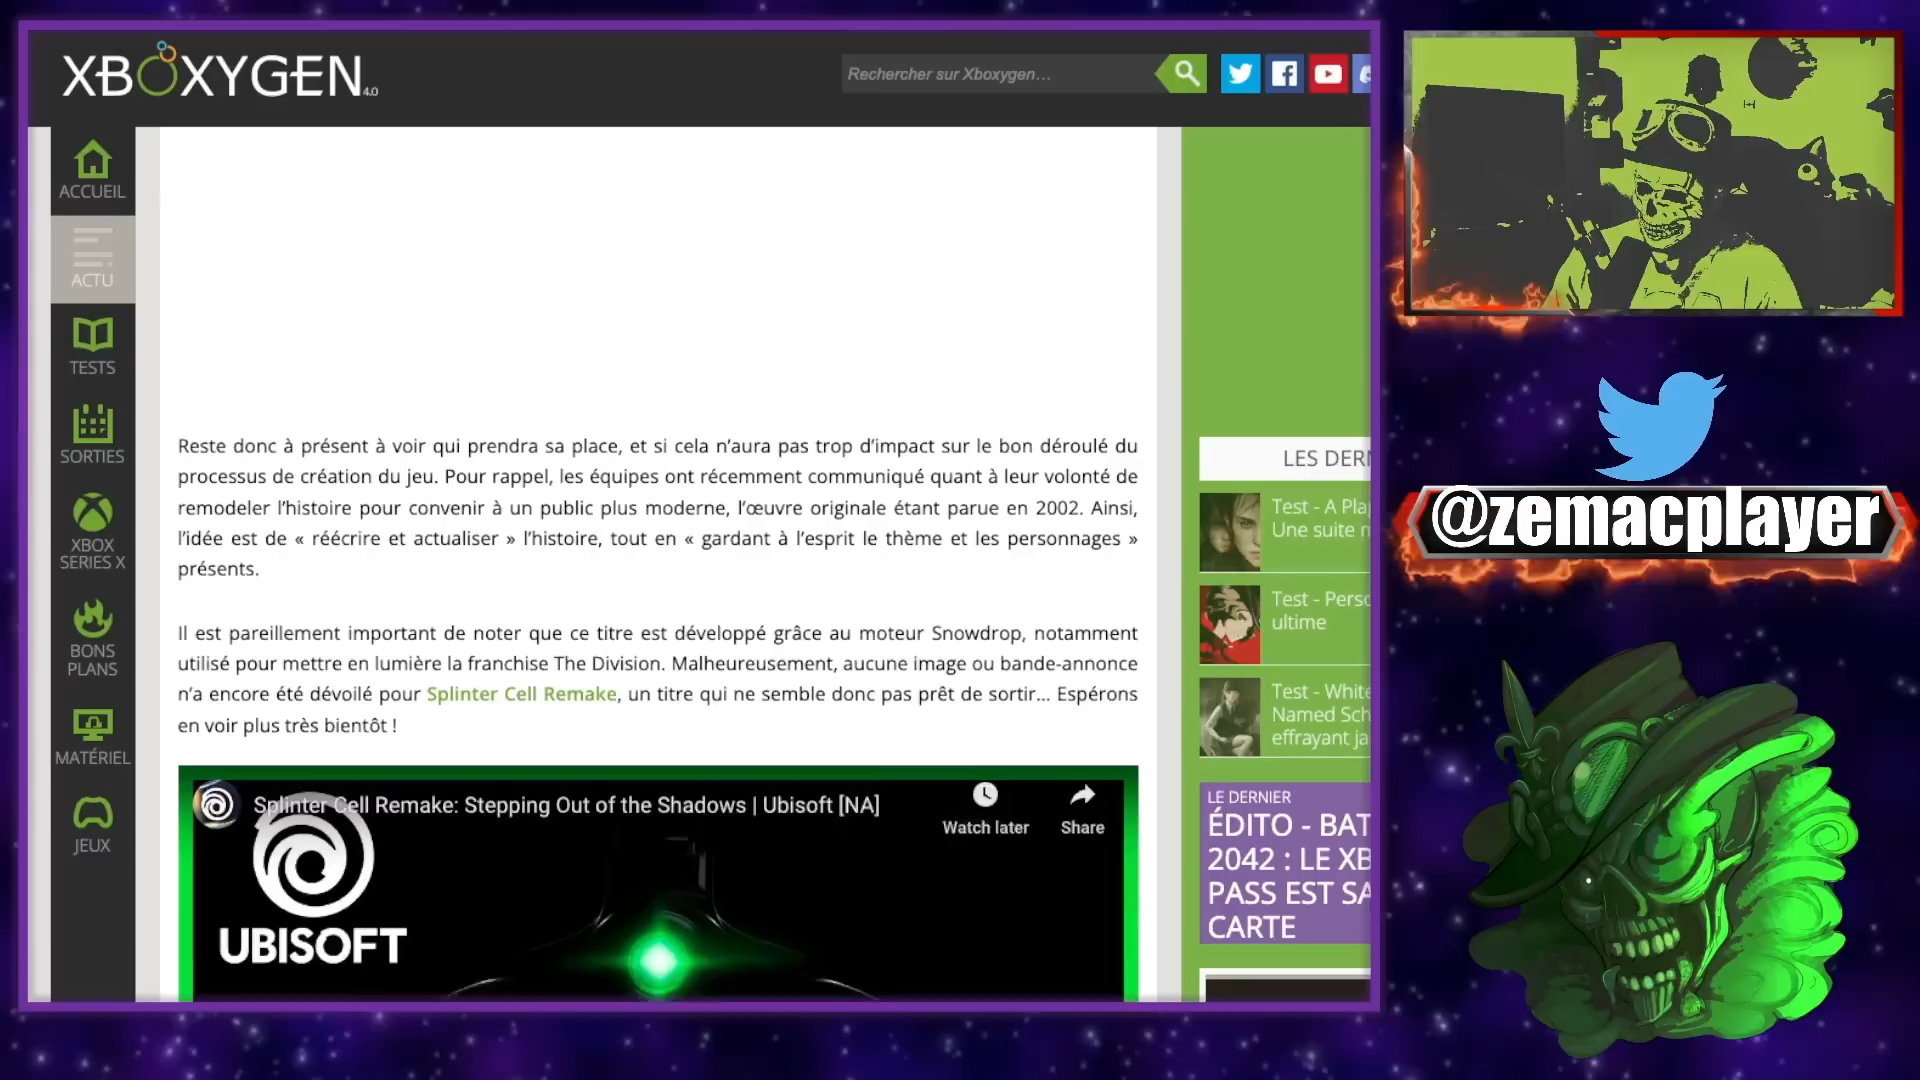 XBOXYGEN 4.0
Rechercher sur Xboxygen...
ACCUEIL
ACTU
TESTS
SORTIES
XBOX
SERIES X
BONS
PLANS
MATÉRIEL
JEUX
Reste donc à présent à voir qui prendra sa place, et si cela n'aura pas trop d'impact sur le bon déroulé du
processus de création du jeu. Pour rappel, les équipes ont récemment communiqué quant à leur volonté de
remodeler l'histoire pour convenir à un public plus moderne, l'œuvre originale étant parue en 2002. Ainsi,
l'idée est de « réécrire et actualiser » l'histoire, tout en « gardant à l'esprit le thème et les personnages »
présents.
Il est pareillement important de noter que ce titre est développé grâce au moteur Snowdrop, notamment
utilisé pour mettre en lumière la franchise The Division. Malheureusement, aucune image ou bande-annonce
n'a encore été dévoilé pour Splinter Cell Remake, un titre qui ne semble donc pas prêt de sortir... Espérons
en voir plus très bientôt !
Splinter Cell Remake: Stepping Out of the Shadows | Ubisoft [NA]
Watch later
Share
UBISOFT
LES DERN
Test - A Pla
Une suite
Test - Perso
ultime
Test - White
Named Sch
effrayant ja
LE DERNIER
ÉDITO - BAT
2042 : LE XB
PASS EST SA
CARTE
@zemacplayer